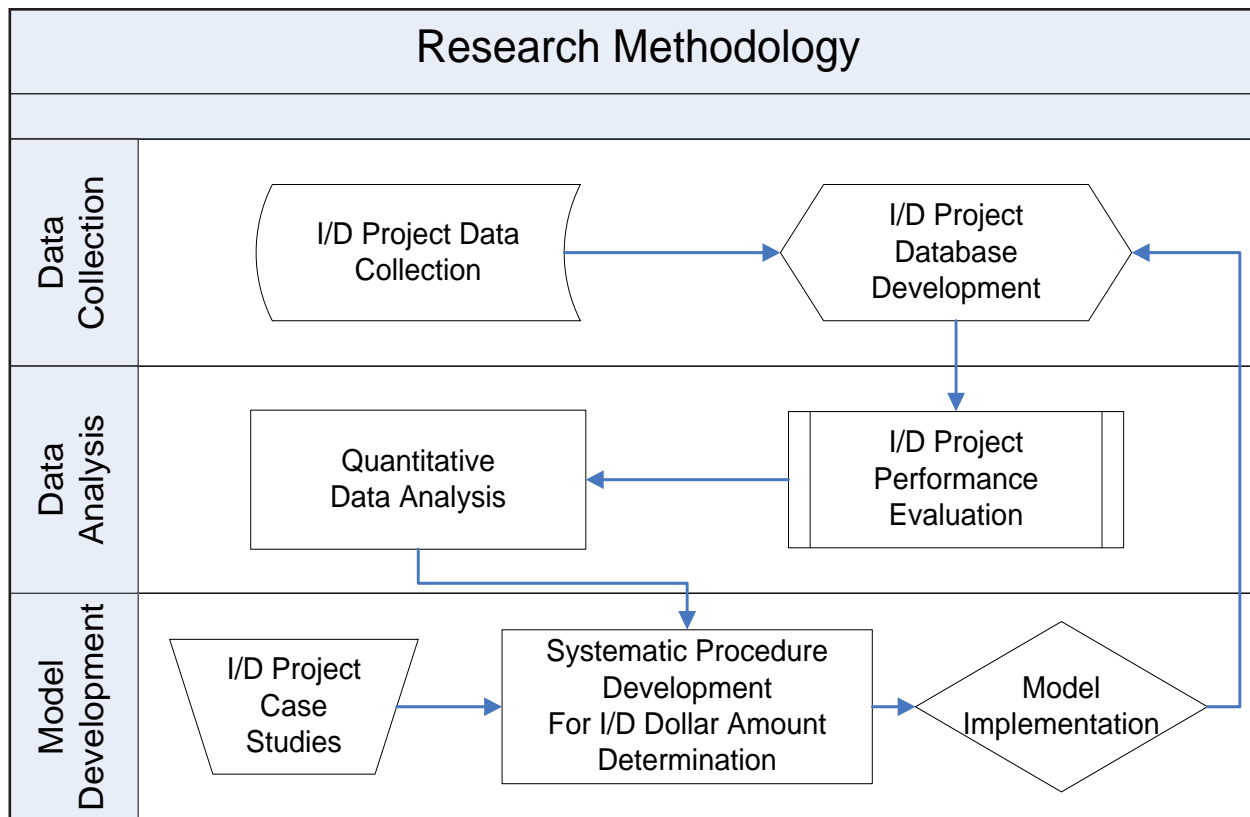 Research Methodology
Data
Collection
I/D Project Data
Collection
I/D Project
Database
Development
Data
Analysis
Quantitative
Data Analysis
I/D Project
Performance
Evaluation
Model
Development
I/D Project
Case
Studies
Systematic Procedure
Development
For I/D Dollar Amount
Determination
Model
Implementation